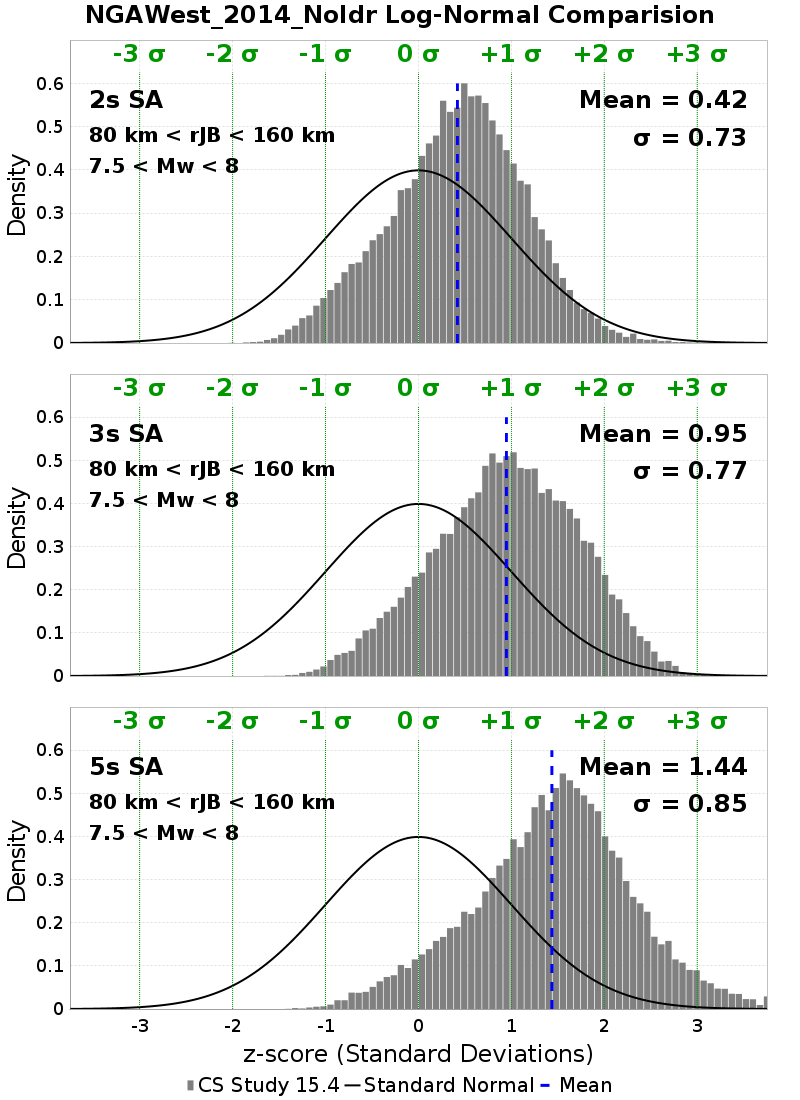 NGAWest_2014_NoIdr Log-Normal Comparision
-3 σ -2 σ -1 σ 0 σ +1 σ +2 σ +3 σ
0.6
2s SA Mean = 0.42
0.5
80 km < rJB < 160 km σ = 0.73
7.5 < Mw < 8
0.4
0.3
0.2
0.1
0
Density
-3 σ -2 σ -1 σ 0 σ +1 σ +2 σ +3 σ
0.6
3s SA Mean = 0.95
0.5
80 km < rJB < 160 km σ = 0.77
7.5 < Mw < 8
0.4
0.3
0.2
0.1
0
Density
-3 σ -2 σ -1 σ 0 σ +1 σ +2 σ +3 σ
0.6
5s SA Mean = 1.44
0.5
80 km < rJB < 160 km σ = 0.85
7.5 < Mw < 8
0.4
0.3
0.2
0.1
0
Density
-3 -2 -1 0 1 2 3
z-score (Standard Deviations)
CS Study 15.4 Standard Normal Mean